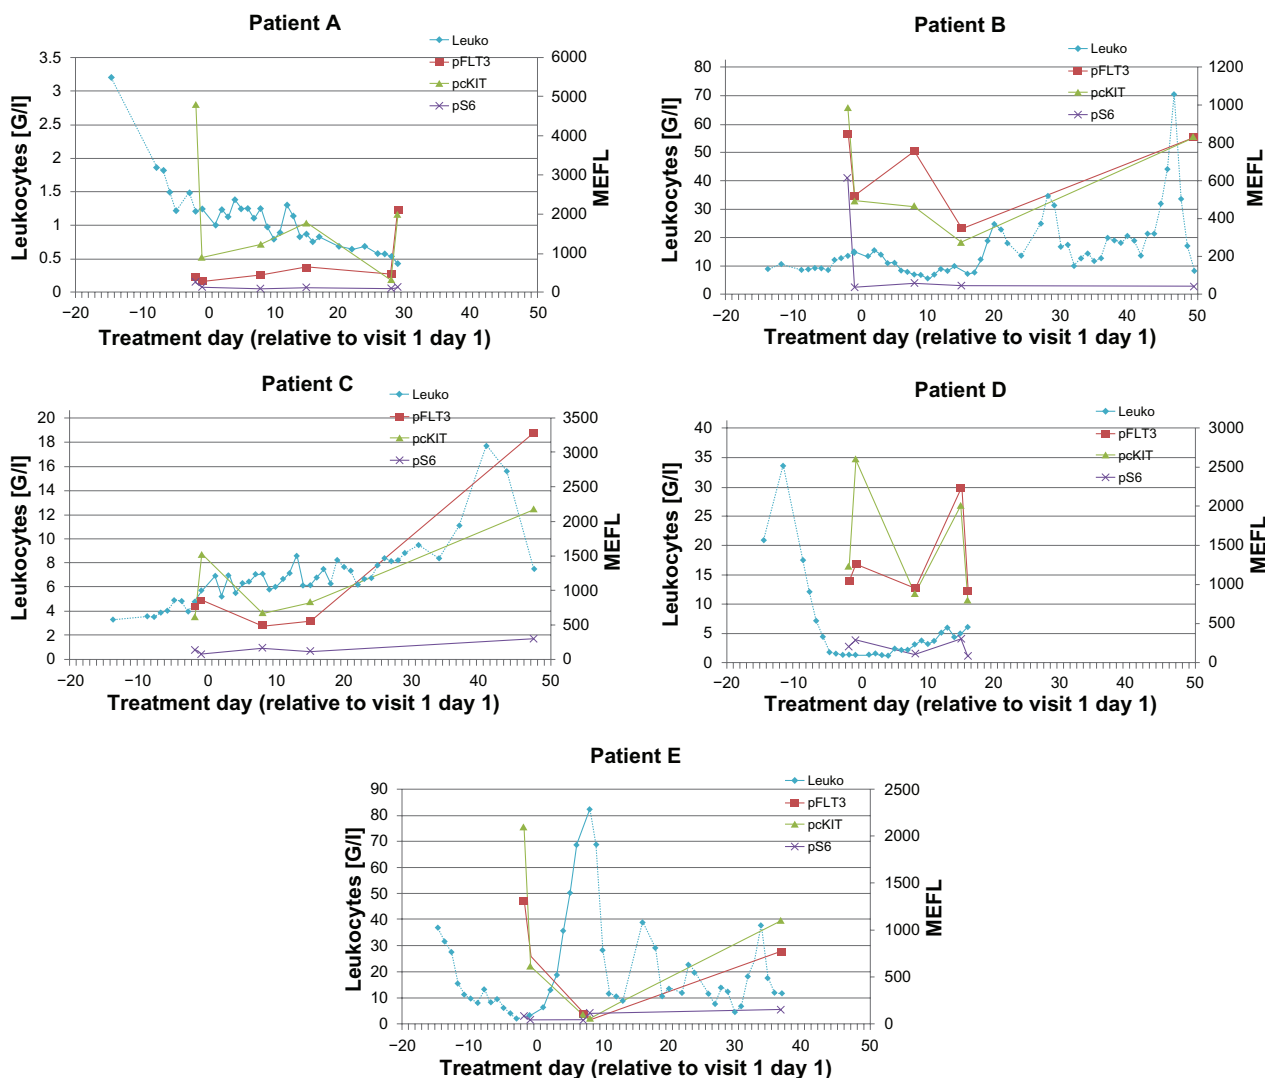 Patient A
Leuko
pFLT3
pcKIT
pS6
Leukocytes [G/l]
3.5
3
2.5
2
1.5
1
0.5
0
6000
5000
4000
3000
2000
1000
0
MEFL
−20 −10 0 10 20 30 40 50
Treatment day (relative to visit 1 day 1)
Patient B
Leuko
pFLT3
pcKIT
pS6
Leukocytes [G/l]
80
70
60
50
40
30
20
10
0
1200
1000
800
600
400
200
0
MEFL
−20 −10 0 10 20 30 40 50
Treatment day (relative to visit 1 day 1)
Patient C
Leuko
pFLT3
pcKIT
pS6
Leukocytes [G/l]
20
18
16
14
12
10
8
6
4
2
0
3500
3000
2500
2000
1500
1000
500
0
MEFL
−20 −10 0 10 20 30 40 50
Treatment day (relative to visit 1 day 1)
Patient D
Leuko
pFLT3
pcKIT
pS6
Leukocytes [G/l]
40
35
30
25
20
15
10
5
0
3000
2500
2000
1500
1000
500
0
MEFL
−20 −10 0 10 20 30 40 50
Treatment day (relative to visit 1 day 1)
Patient E
Leuko
pFLT3
pcKIT
pS6
Leukocytes [G/l]
90
80
70
60
50
40
30
20
10
0
2500
2000
1500
1000
500
0
MEFL
−20 −10 0 10 20 30 40 50
Treatment day (relative to visit 1 day 1)